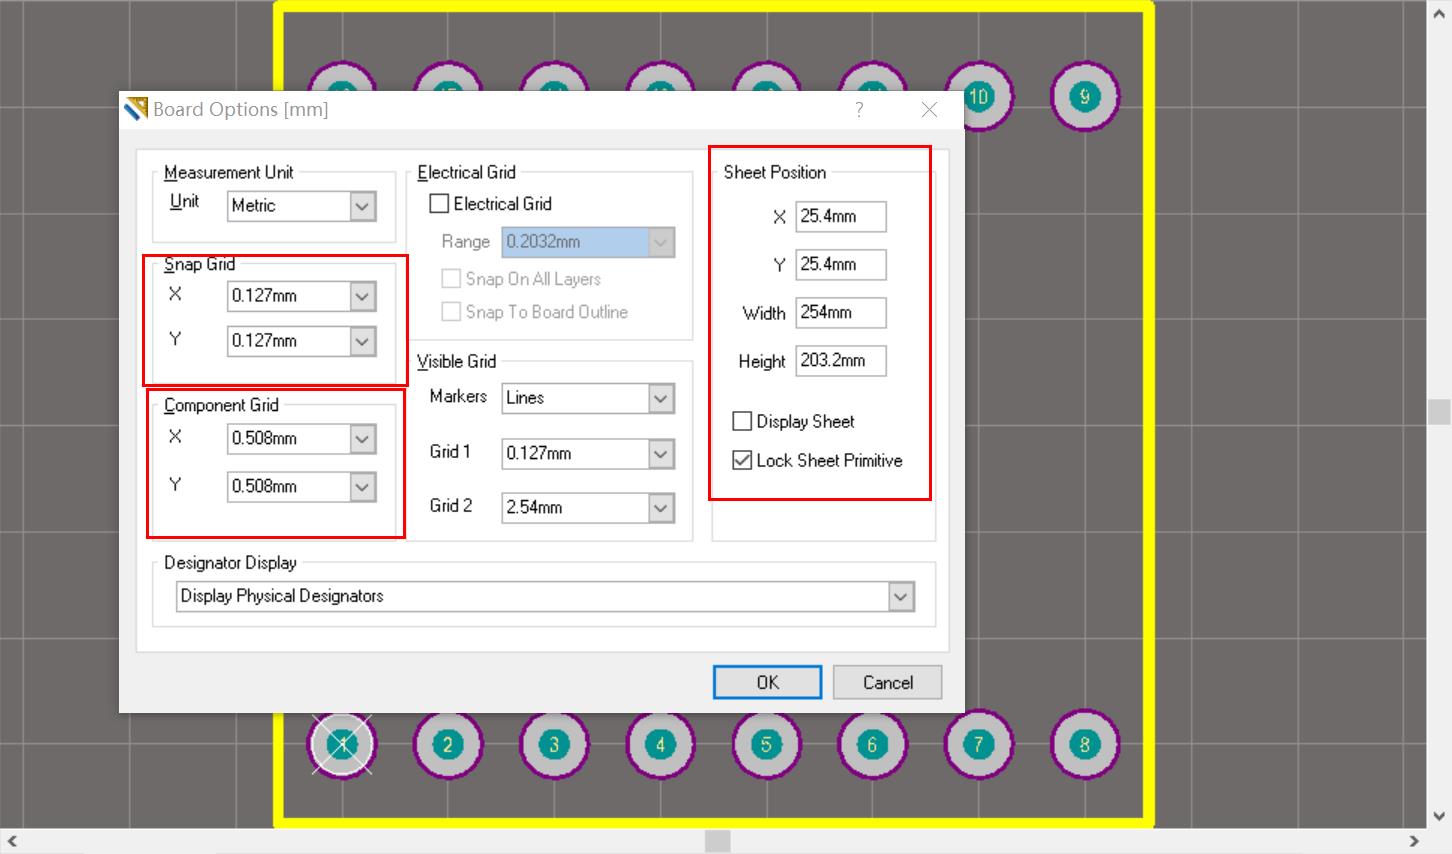 10
9
Board Options [mm]
?
Measurement Unit
Unit
Metric
Snap Grid
X
0.127mm
Y
0.127mm
Component Grid
X
0.508mm
Y
0.508mm
Electrical Grid
Electrical Grid
Range
0.2032mm
Snap On All Layers
Snap To Board Outline
Visible Grid
Markers
Lines
Grid 1
0.127mm
Grid 2
2.54mm
Sheet Position
X
25.4mm
Y
25.4mm
Width
254mm
Height
203.2mm
Display Sheet
Lock Sheet Primitive
Designator Display
Display Physical Designators
OK
Cancel
1 2 3 4 5 6 7 8